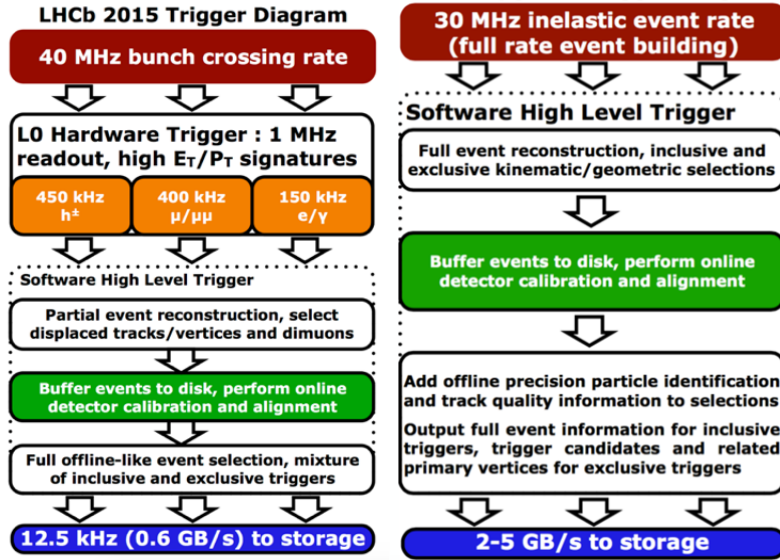 LHCb 2015 Trigger Diagram
40 MHz bunch crossing rate
L0 Hardware Trigger : 1 MHz
readout, high Eᴛ/Pᴛ signatures
450 kHz
h±
400 kHz
µ/µµ
150 kHz
e/γ
Software High Level Trigger
Partial event reconstruction, select
displaced tracks/vertices and dimuons
Buffer events to disk, perform online
detector calibration and alignment
Full offline-like event selection, mixture
of inclusive and exclusive triggers
12.5 kHz (0.6 GB/s) to storage
30 MHz inelastic event rate
(full rate event building)
Software High Level Trigger
Full event reconstruction, inclusive and
exclusive kinematic/geometric selections
Buffer events to disk, perform online
detector calibration and alignment
Add offline precision particle identification
and track quality information to selections
Output full event information for inclusive
triggers, trigger candidates and related
primary vertices for exclusive triggers
2-5 GB/s to storage